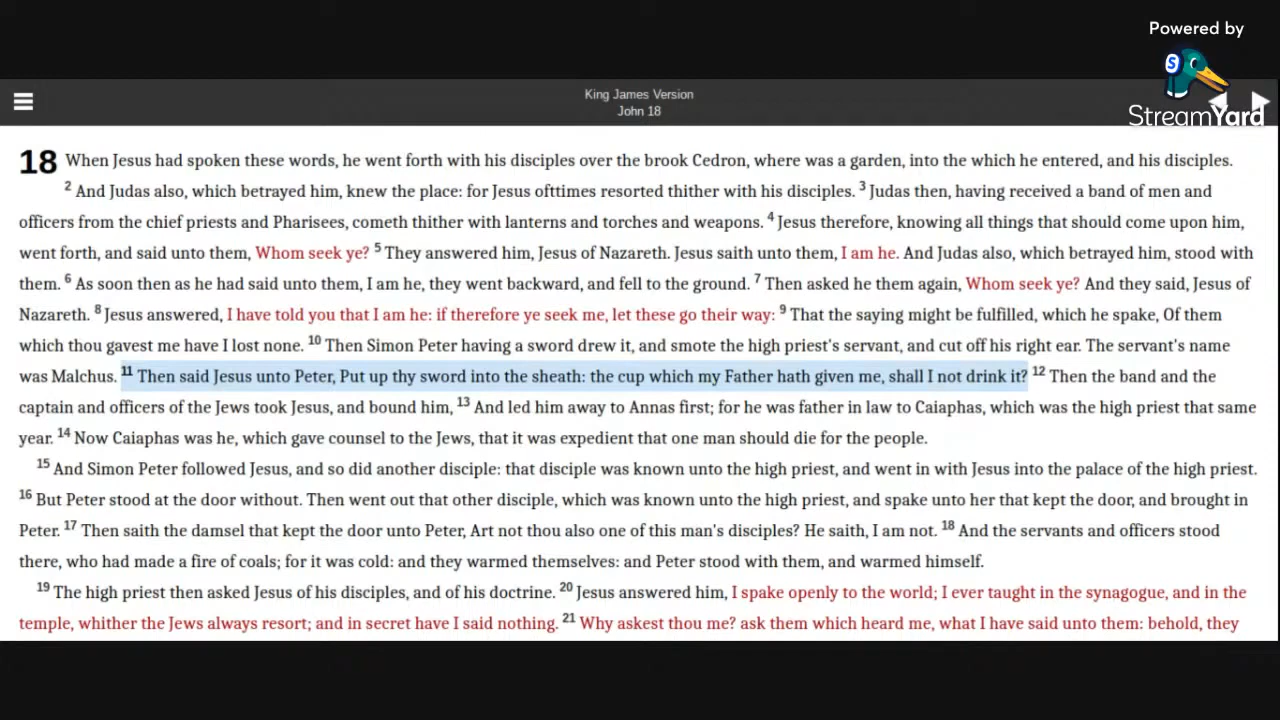 Powered by
StreamYard
King James Version
John 18
18 When Jesus had spoken these words, he went forth with his disciples over the brook Cedron, where was a garden, into the which he entered, and his disciples.
2 And Judas also, which betrayed him, knew the place: for Jesus ofttimes resorted thither with his disciples. 3 Judas then, having received a band of men and
officers from the chief priests and Pharisees, cometh thither with lanterns and torches and weapons. 4 Jesus therefore, knowing all things that should come upon him,
went forth, and said unto them, Whom seek ye? 5 They answered him, Jesus of Nazareth. Jesus saith unto them, I am he. And Judas also, which betrayed him, stood with
them. 6 As soon then as he had said unto them, I am he, they went backward, and fell to the ground. 7 Then asked he them again, Whom seek ye? And they said, Jesus of
Nazareth. 8 Jesus answered, I have told you that I am he: if therefore ye seek me, let these go their way: 9 That the saying might be fulfilled, which he spake, Of them
which thou gavest me have I lost none. 10 Then Simon Peter having a sword drew it, and smote the high priest's servant, and cut off his right ear. The servant's name
was Malchus. 11 Then said Jesus unto Peter, Put up thy sword into the sheath: the cup which my Father hath given me, shall I not drink it? 12 Then the band and the
captain and officers of the Jews took Jesus, and bound him, 13 And led him away to Annas first; for he was father in law to Caiaphas, which was the high priest that same
year. 14 Now Caiaphas was he, which gave counsel to the Jews, that it was expedient that one man should die for the people.
15 And Simon Peter followed Jesus, and so did another disciple: that disciple was known unto the high priest, and went in with Jesus into the palace of the high priest.
16 But Peter stood at the door without. Then went out that other disciple, which was known unto the high priest, and spake unto her that kept the door, and brought in
Peter. 17 Then saith the damsel that kept the door unto Peter, Art not thou also one of this man's disciples? He saith, I am not. 18 And the servants and officers stood
there, who had made a fire of coals; for it was cold: and they warmed themselves: and Peter stood with them, and warmed himself.
19 The high priest then asked Jesus of his disciples, and of his doctrine. 20 Jesus answered him, I spake openly to the world; I ever taught in the synagogue, and in the
temple, whither the Jews always resort; and in secret have I said nothing. 21 Why askest thou me? ask them which heard me, what I have said unto them: behold, they